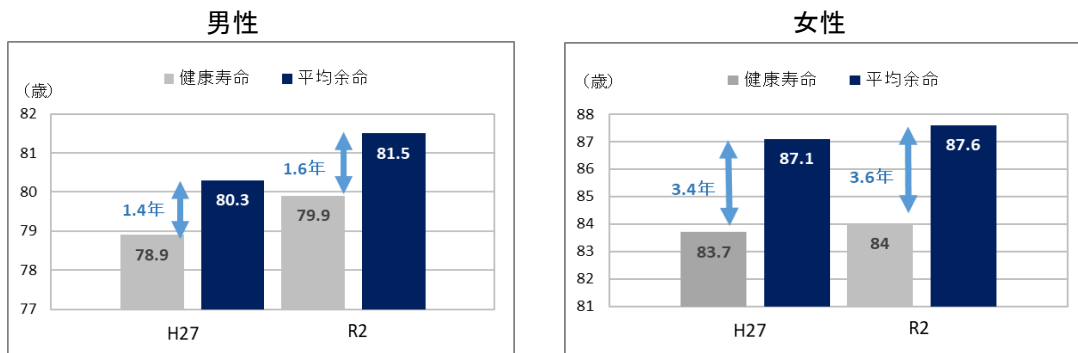 男性
健康寿命 平均余命
（歳）
82
81
80
79
78
77
1.4年
1.6年
78.9
80.3
79.9
81.5
H27
R2
女性
健康寿命 平均余命
（歳）
88
87
86
85
84
83
82
81
3.4年
3.6年
83.7
87.1
84
87.6
H27
R2